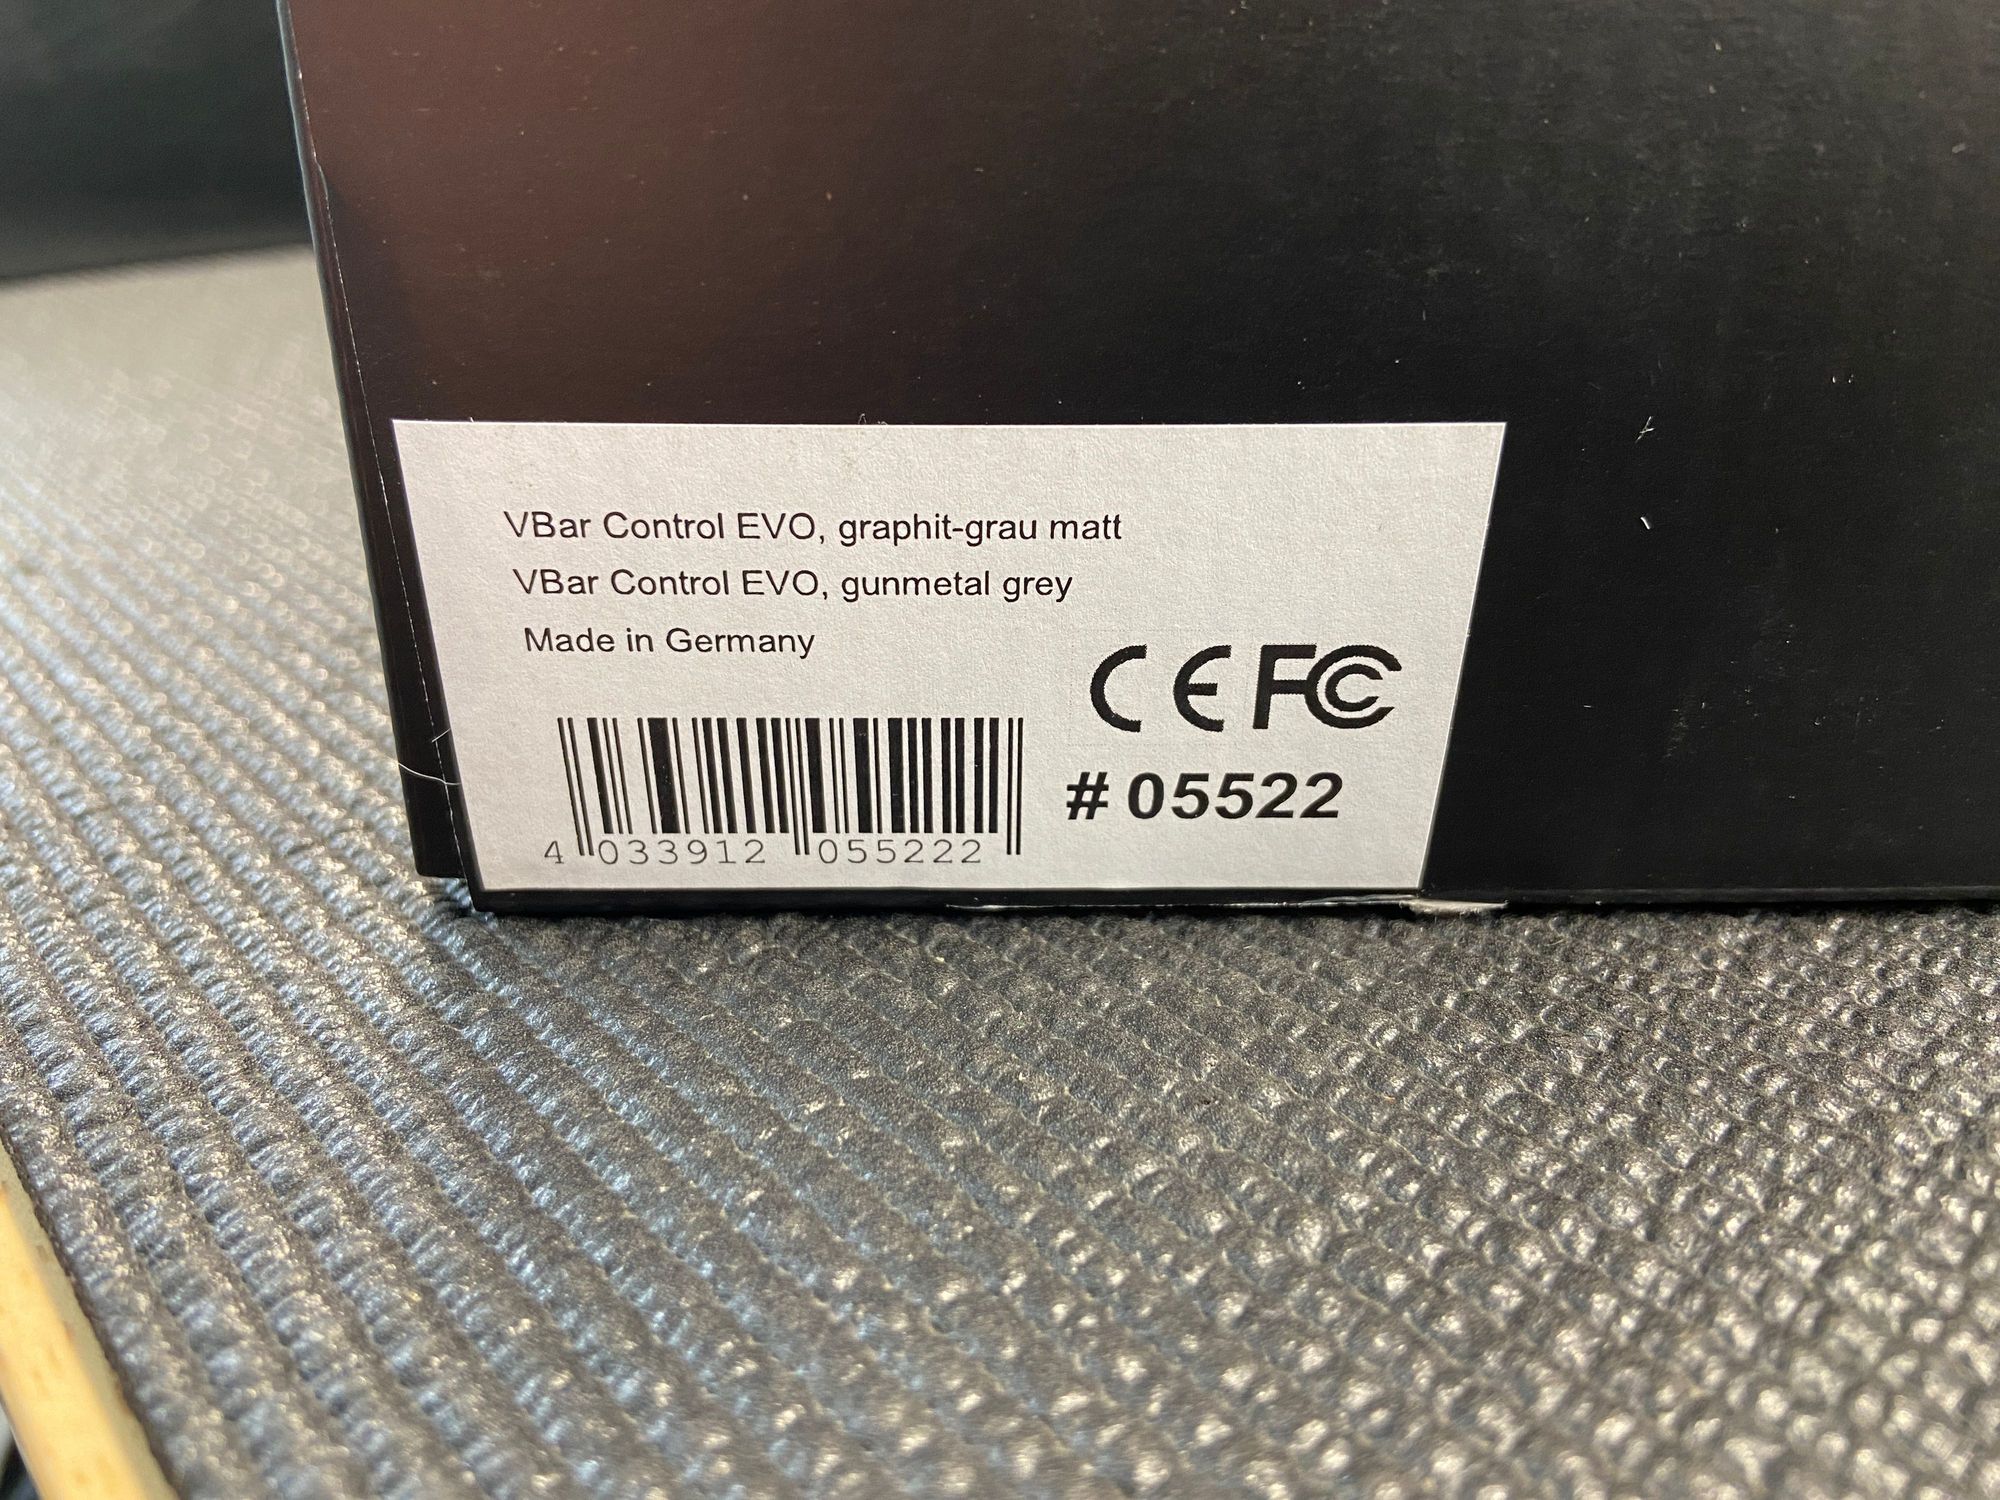 VBar Control EVO, graphit-grau matt
VBar Control EVO, gunmetal grey
Made in Germany
CE FC
# 05522
4 033912 055222